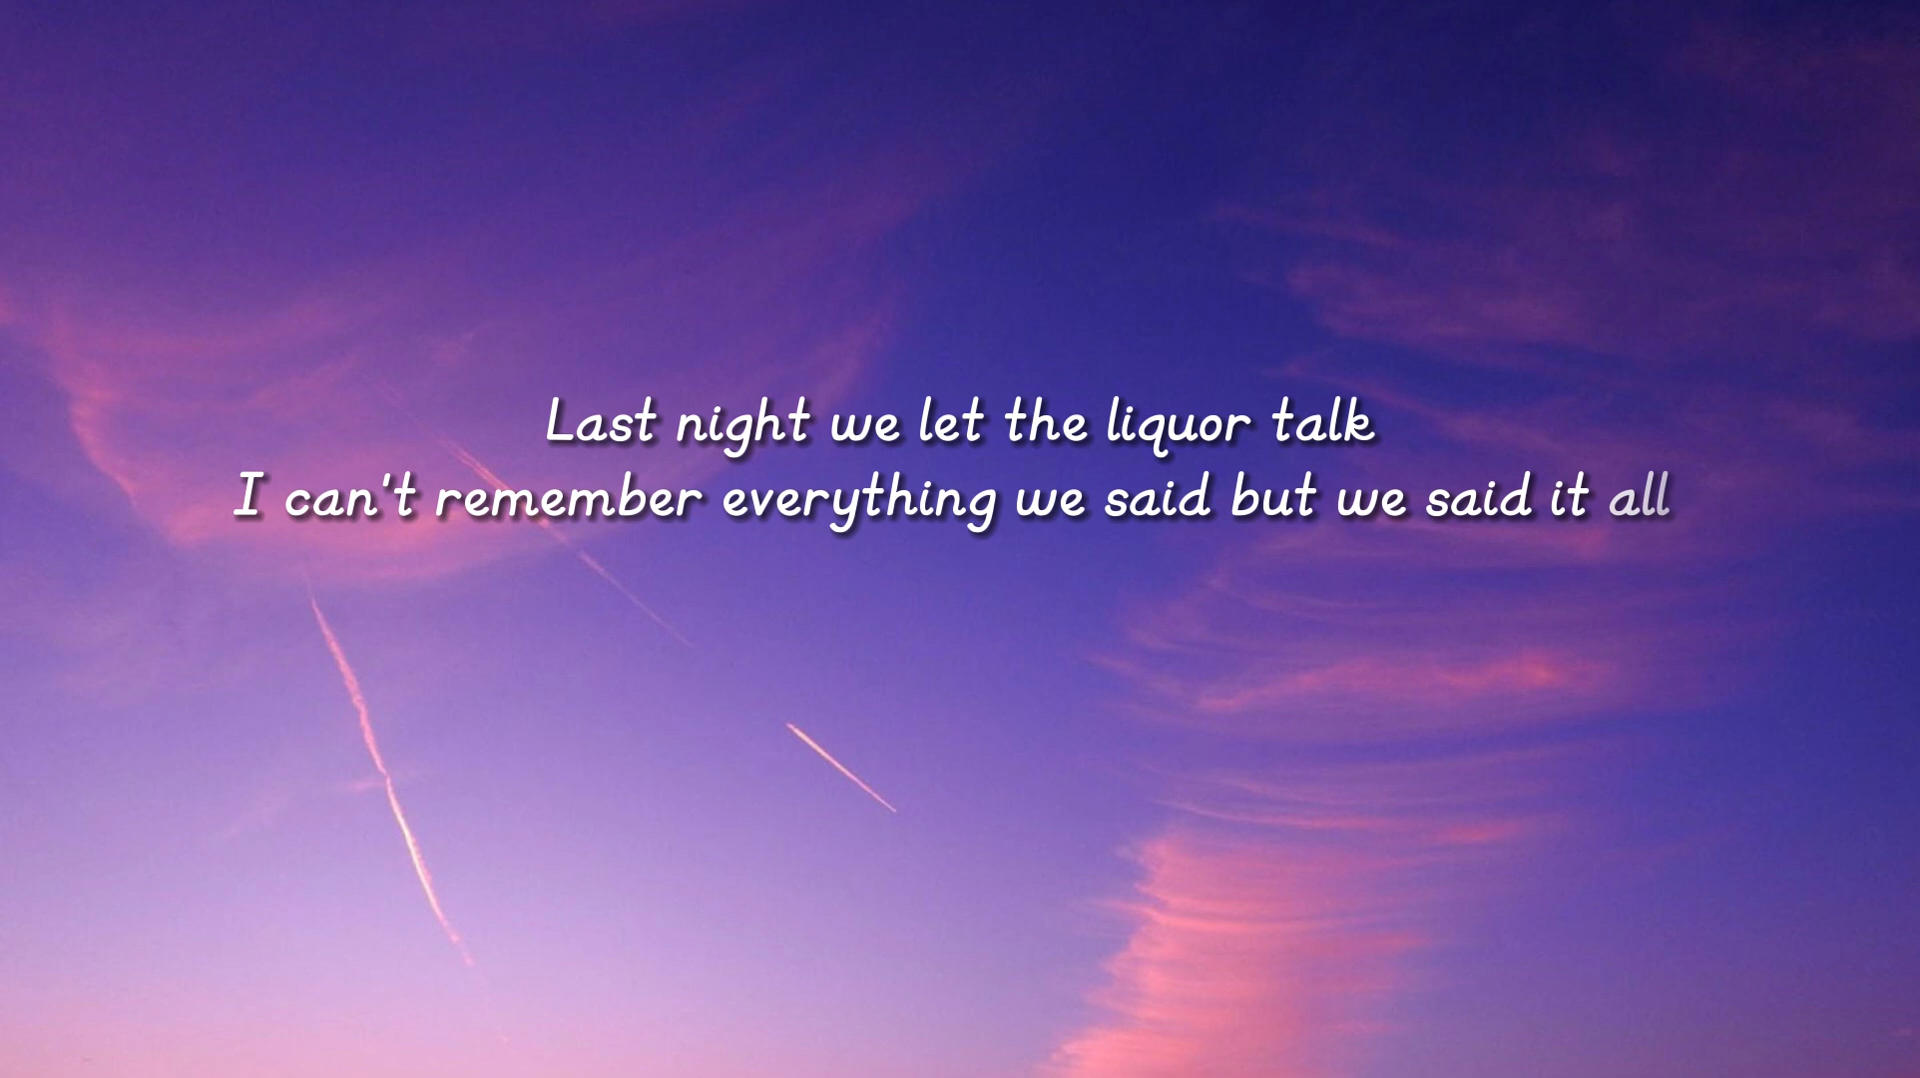 Last night we let the liquor talk
I can't remember everything we said but we said it all